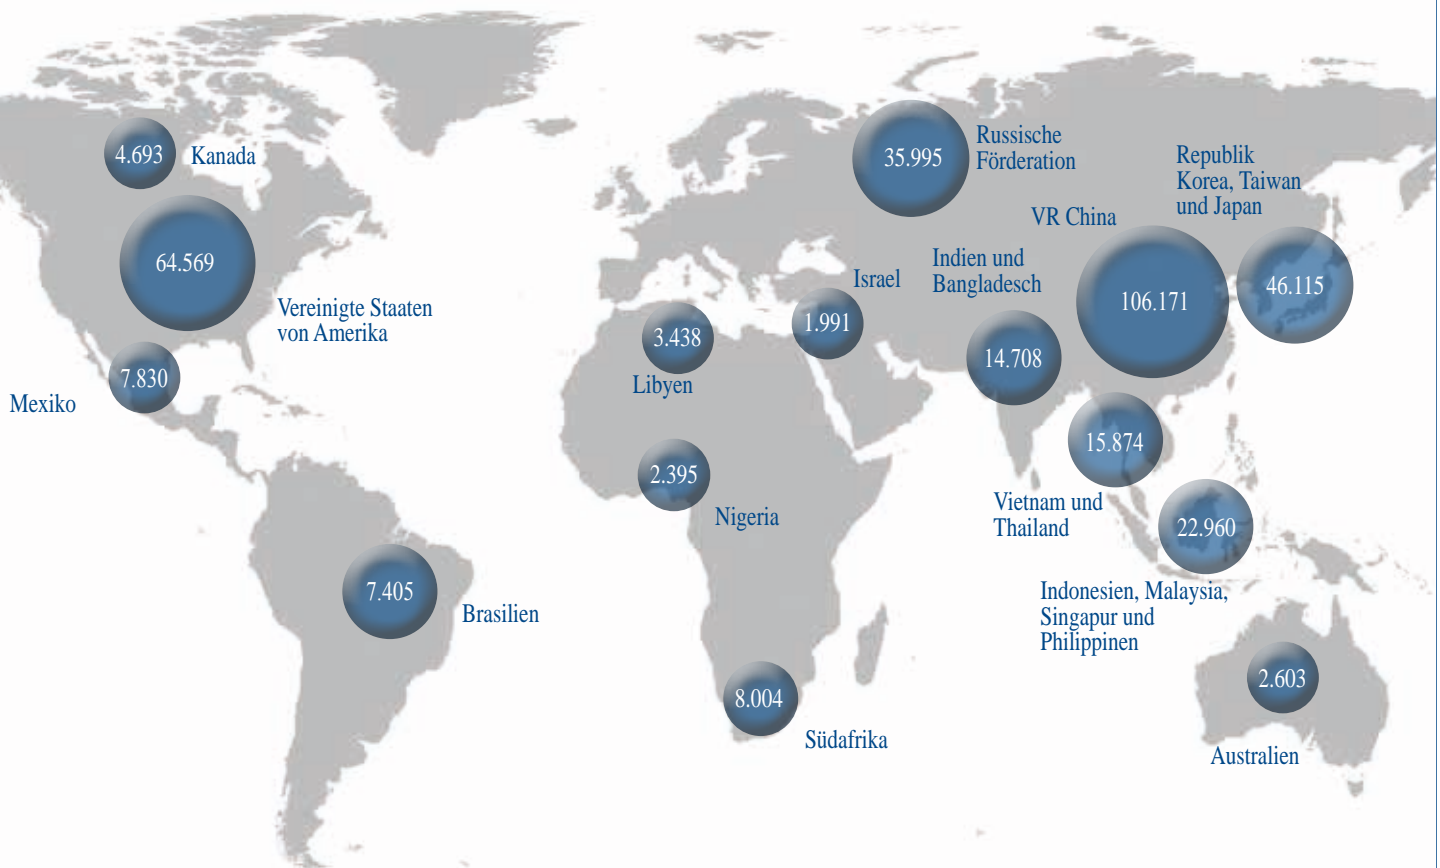 4.693
Kanada
64.569
Vereinigte Staaten
von Amerika
7.830
Mexiko
7.405
Brasilien
3.438
Libyen
2.395
Nigeria
8.004
Südafrika
1.991
Israel
35.995
Russische
Förderation
14.708
Indien und
Bangladesch
106.171
VR China
46.115
Republik
Korea, Taiwan
und Japan
15.874
Vietnam und
Thailand
22.960
Indonesien, Malaysia,
Singapur und
Philippinen
2.603
Australien